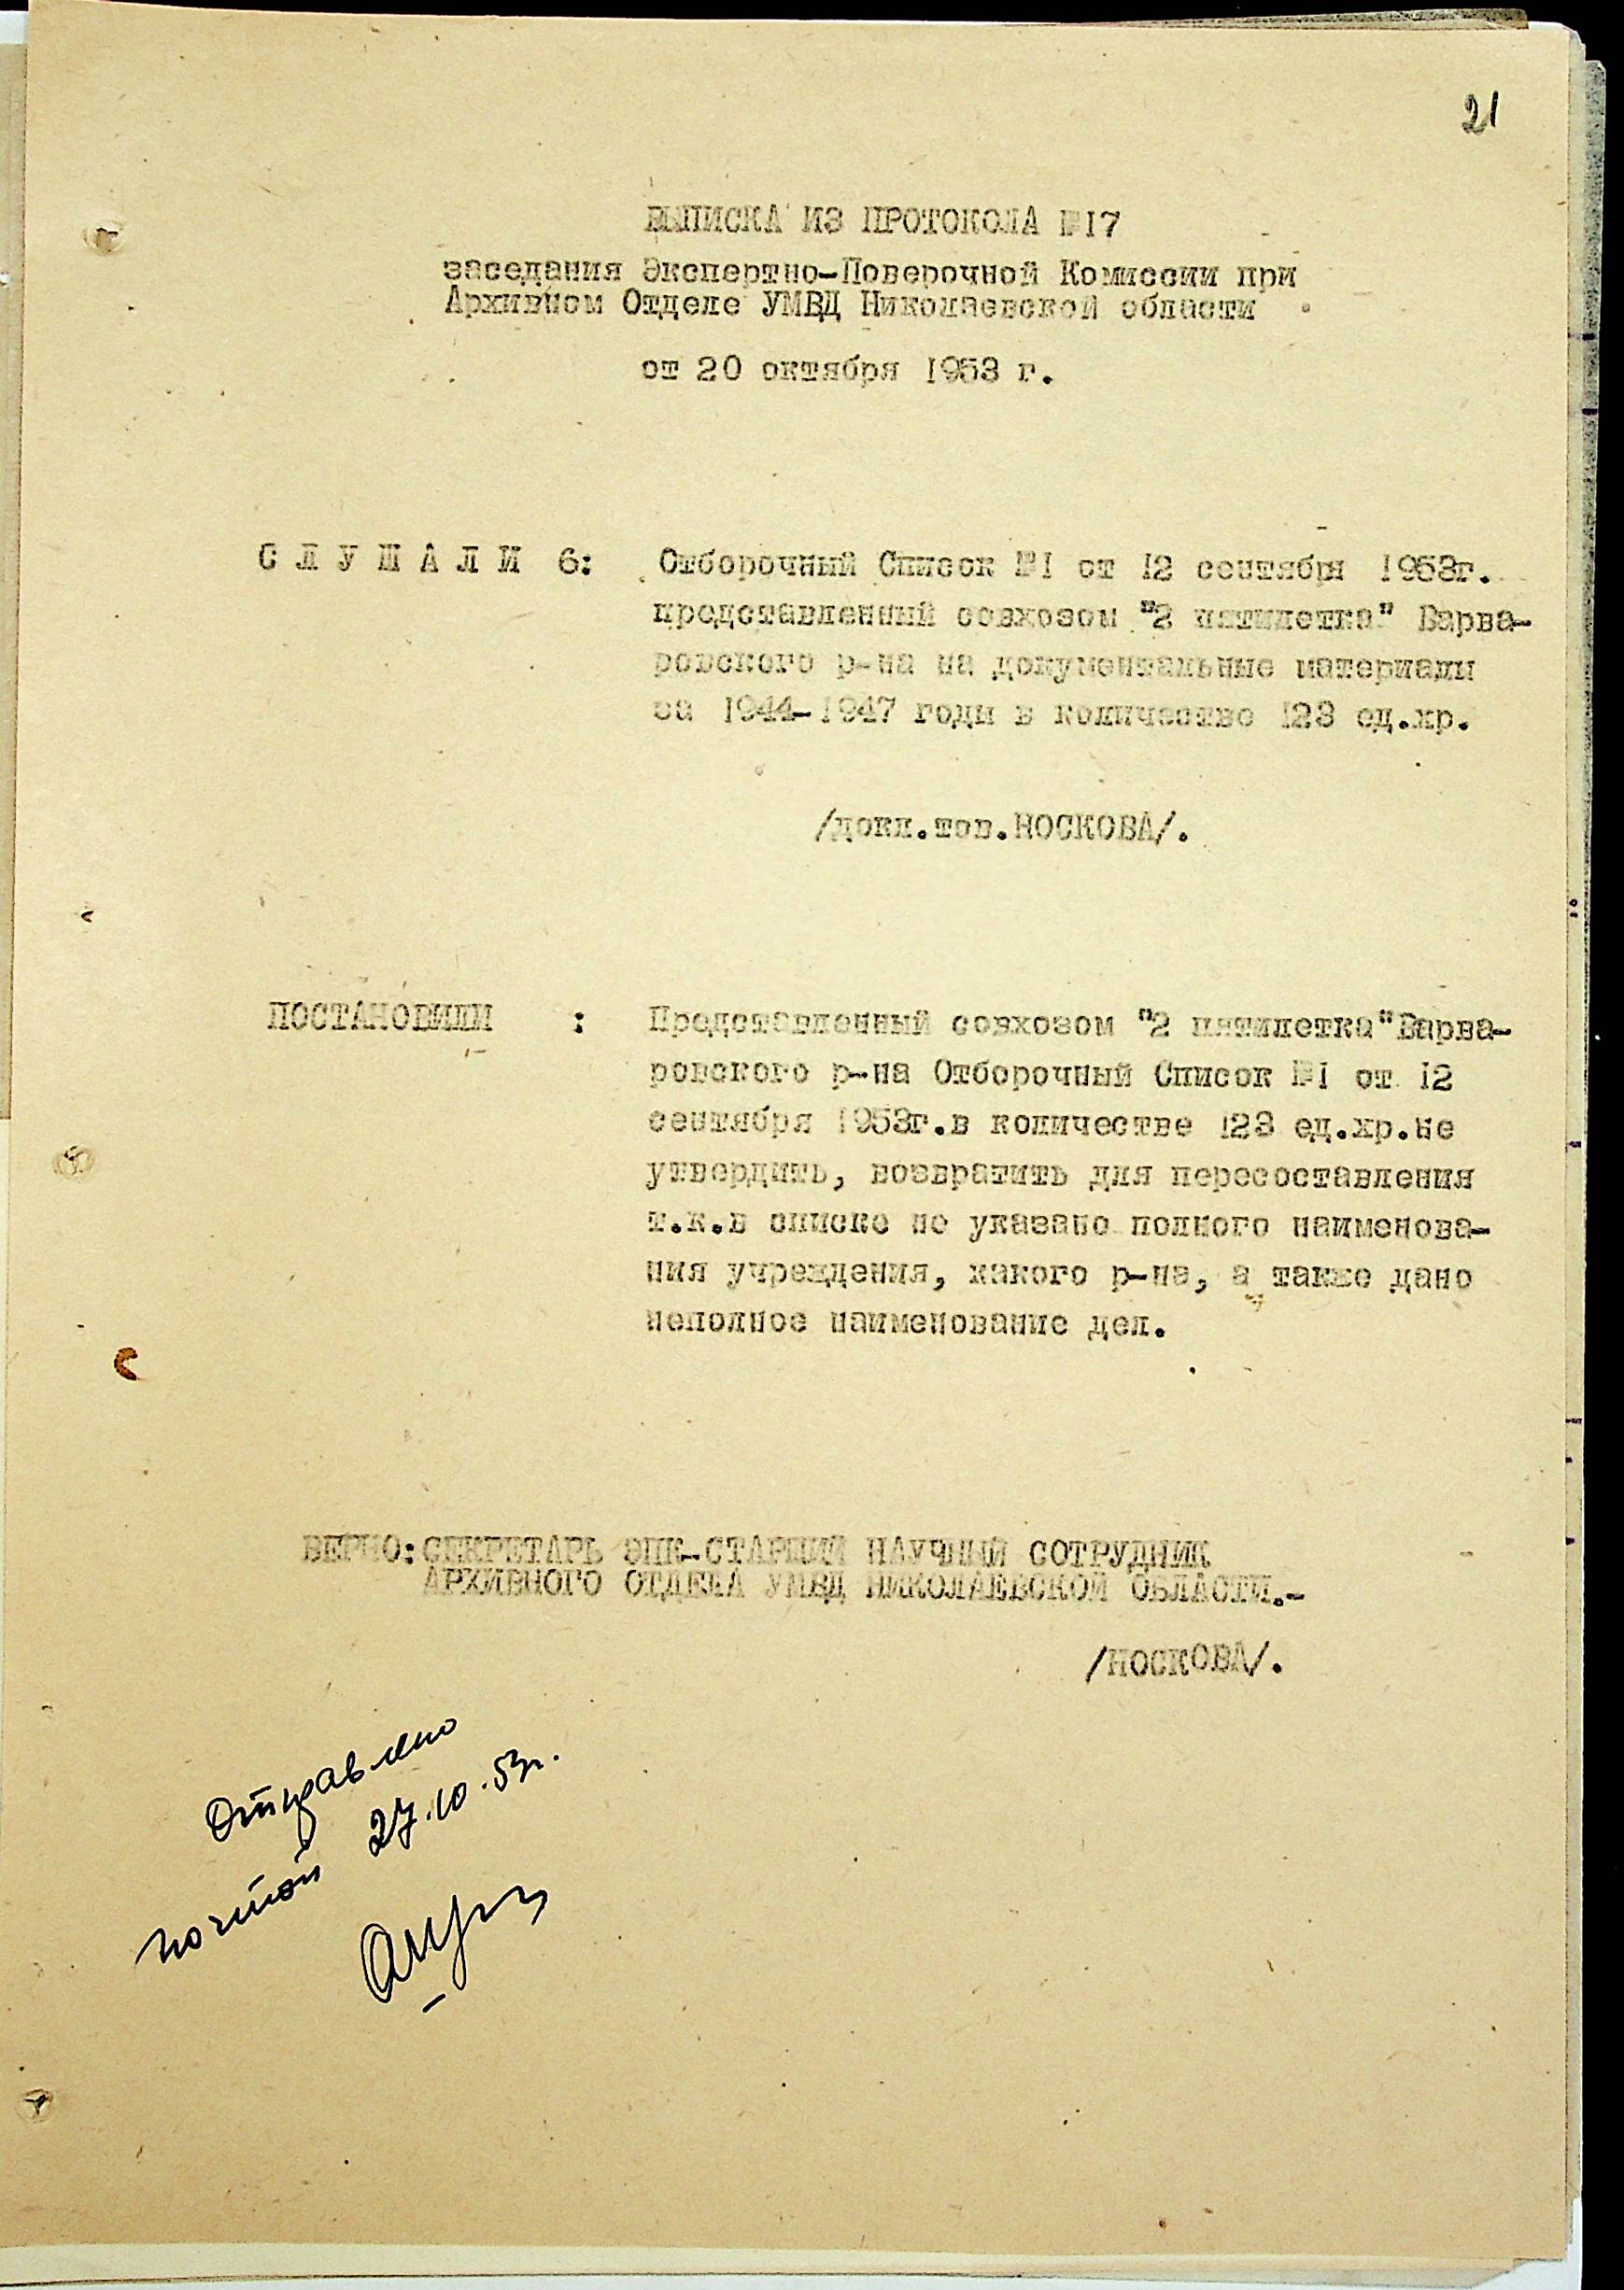 21
ВЫПИСКА ИЗ ПРОТОКОЛА №17
заседания Экспертно-Поверочной Комиссии при
Архивном Отделе УМВД Николаевской области
от 20 октября 1953 г.
С Л У Ш А Л И 6: Отборочный Список №1 от 12 сентября 1953г.
представленный совхозом "2 пятилетка" Варва-
ровского р-на на документальные материалы
за 1944-1947 годы в количестве 123 ед.хр.
/докл.тов.НОСКОВА/.
ПОСТАНОВИЛИ : Представленный совхозом "2 пятилетка" Варва-
ровского р-на Отборочный Список №1 от 12
сентября 1953г.в количестве 123 ед.хр.не
утвердить, возвратить для пересоставления
т.к.в списке не указано полного наименова-
ния учреждения, какого р-на, а также дано
неполное наименование дел.
ВЕРНО: СЕКРЕТАРЬ ЭПК-СТАРШИЙ НАУЧНЫЙ СОТРУДНИК
АРХИВНОГО ОТДЕЛА УМВД НИКОЛАЕВСКОЙ ОБЛАСТИ.-
/НОСКОВА/.
Отправлено
почтой 27.10.53г.